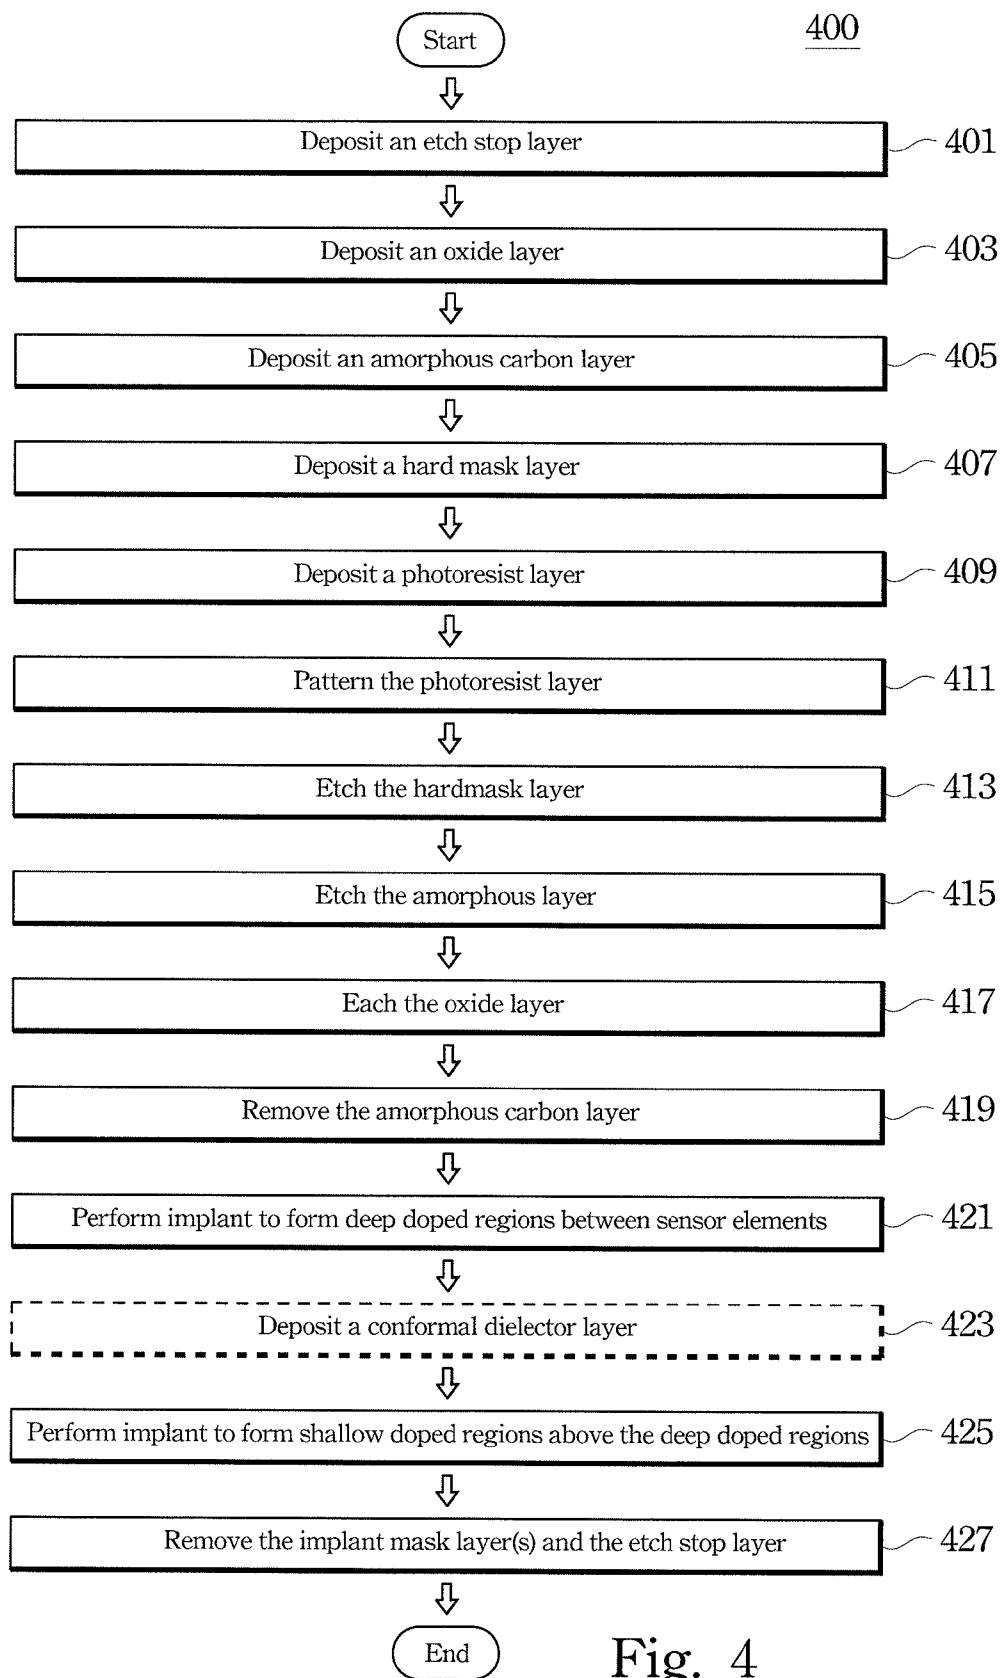 Start
400
Deposit an etch stop layer
401
Deposit an oxide layer
403
Deposit an amorphous carbon layer
405
Deposit a hard mask layer
407
Deposit a photoresist layer
409
Pattern the photoresist layer
411
Etch the hardmask layer
413
Etch the amorphous layer
415
Each the oxide layer
417
Remove the amorphous carbon layer
419
Perform implant to form deep doped regions between sensor elements
421
Deposit a conformal dielector layer
423
Perform implant to form shallow doped regions above the deep doped regions
425
Remove the implant mask layer(s) and the etch stop layer
427
End
Fig. 4